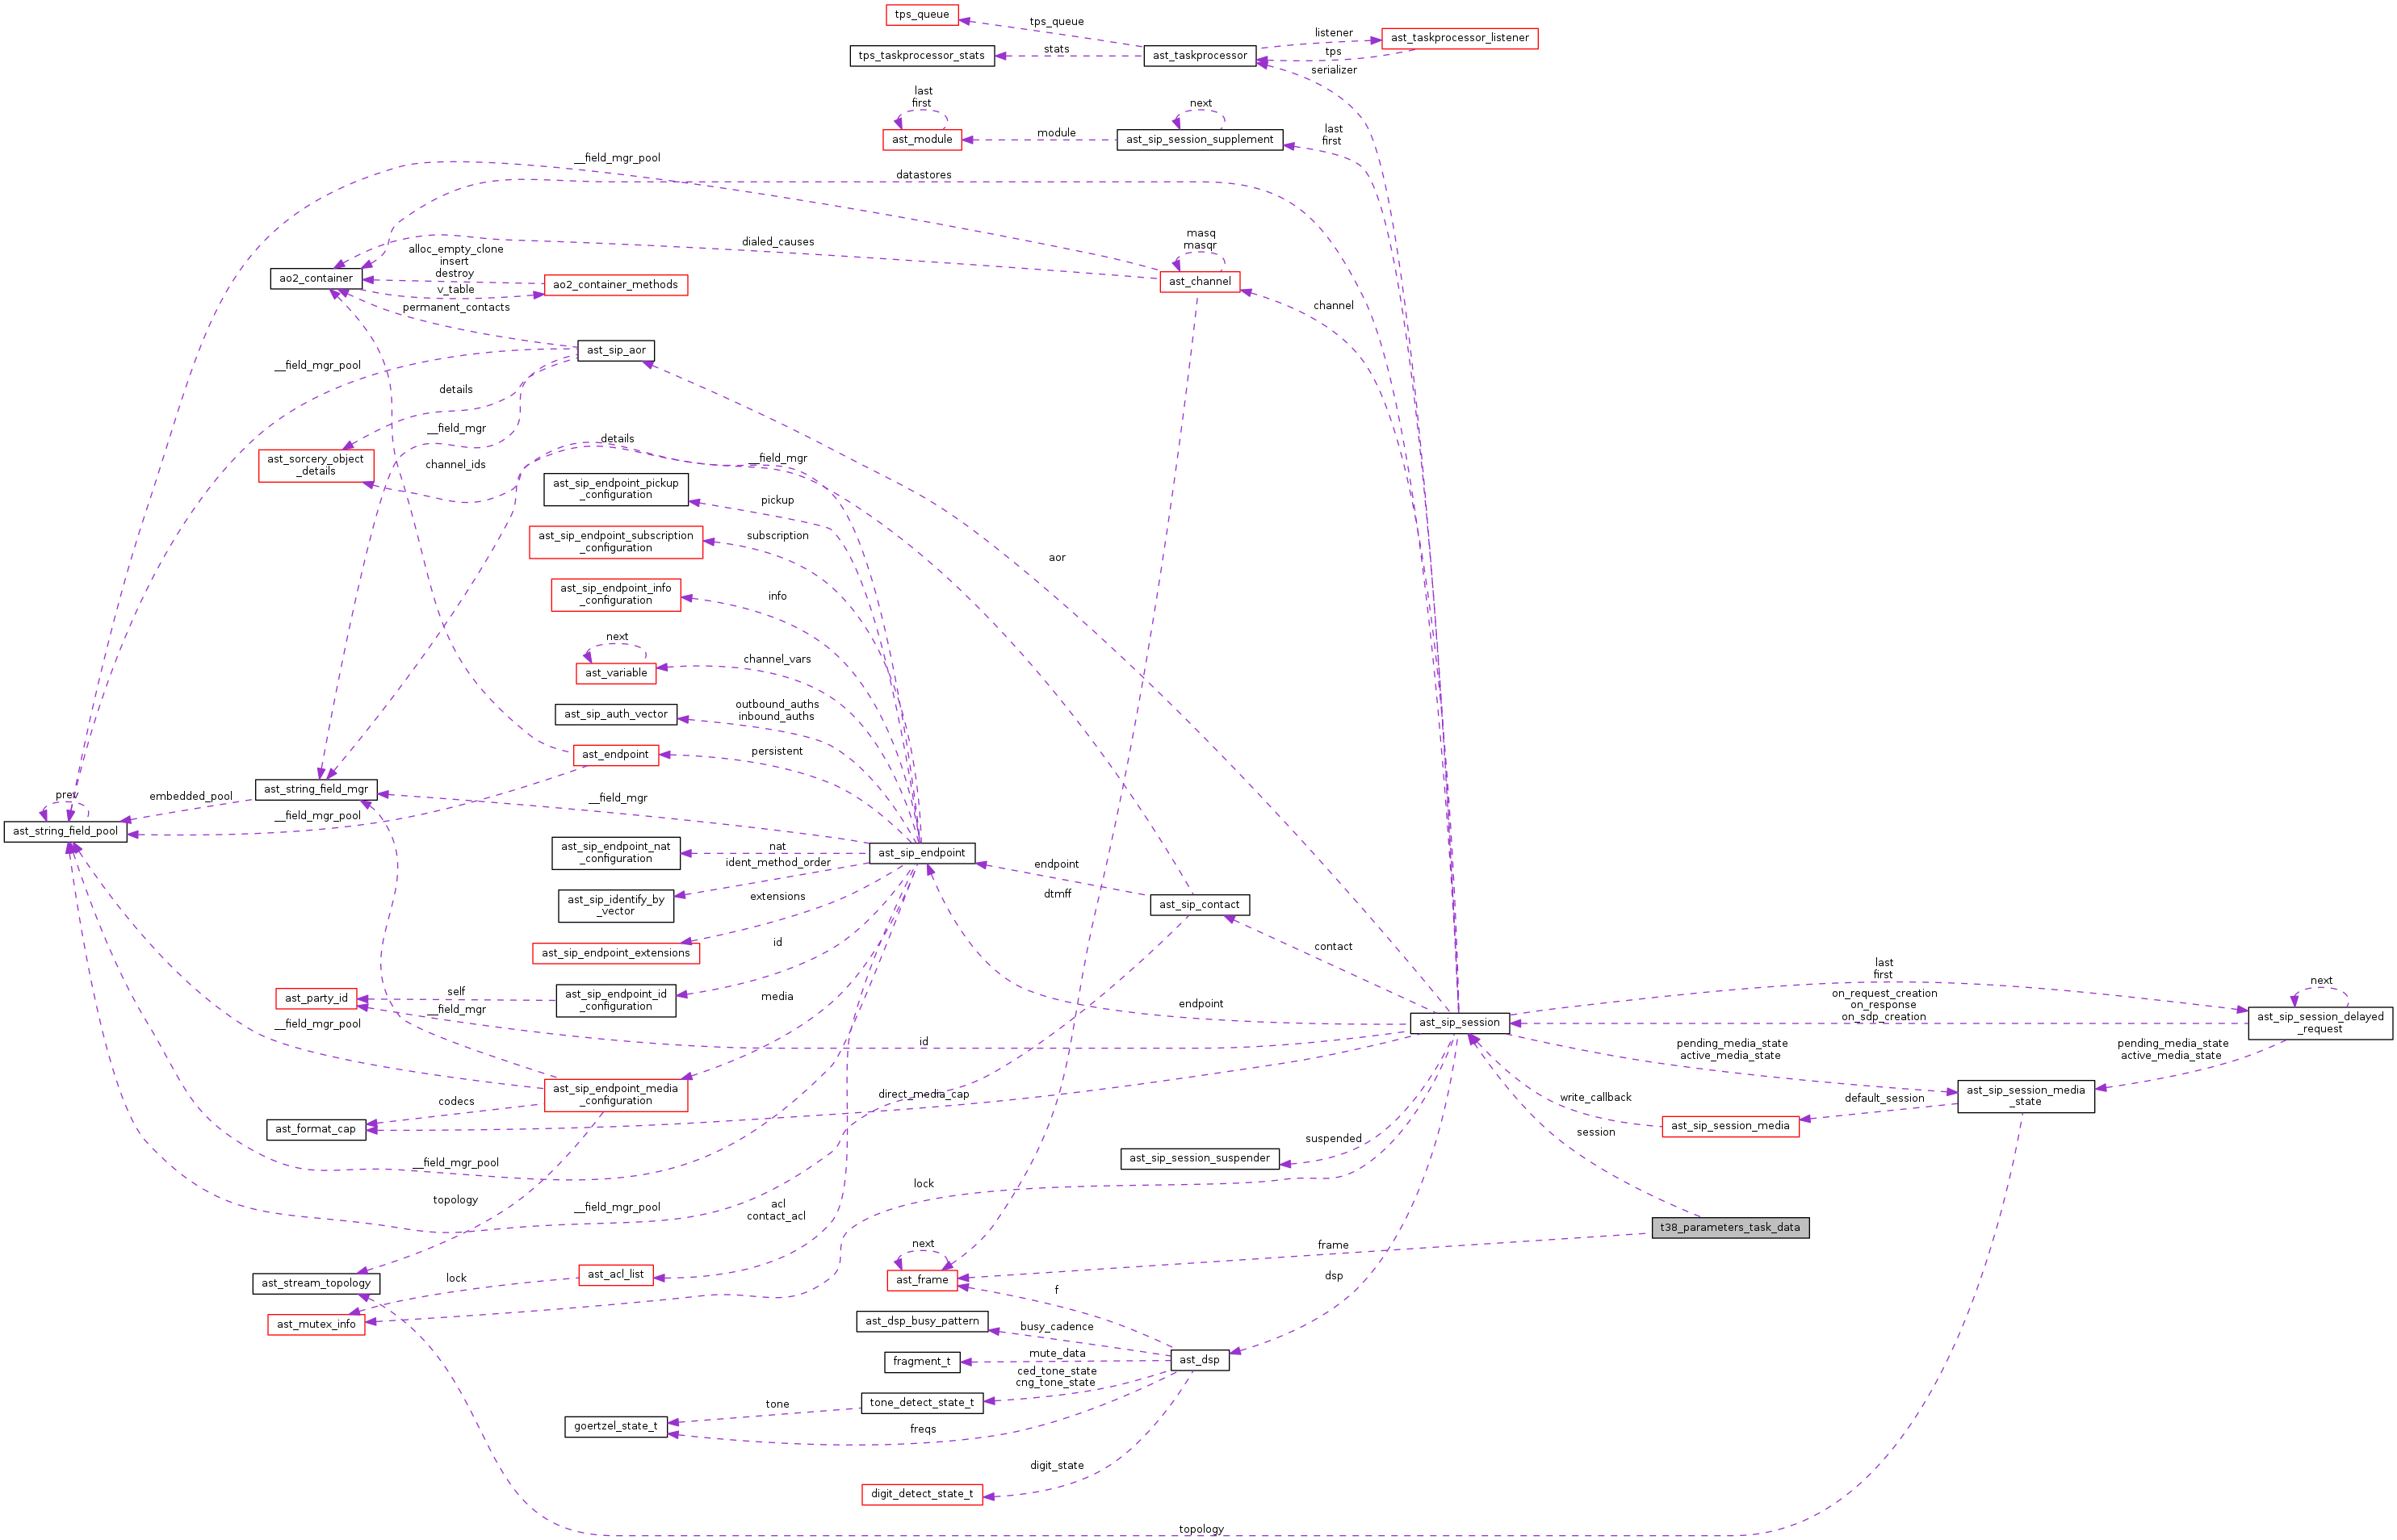 tps_queue
tps_queue
listener
ast_taskprocessor_listener
tps_taskprocessor_stats
stats
ast_taskprocessor
tps
serializer
last
first
next
last
first
ast_module
module
ast_sip_session_supplement
__field_mgr_pool
datastores
masq
masqr
dialed_causes
alloc_empty_clone
insert
destroy
v_table
ao2_container
ao2_container_methods
ast_channel
channel
permanent_contacts
ast_sip_aor
__field_mgr_pool
details
__field_mgr
details
__field_mgr
ast_sorcery_object
_details
channel_ids
ast_sip_endpoint_pickup
_configuration
pickup
ast_sip_endpoint_subscription
_configuration
subscription
aor
ast_sip_endpoint_info
_configuration
info
next
ast_variable
channel_vars
ast_sip_auth_vector
outbound_auths
inbound_auths
ast_endpoint
persistent
ast_string_field_mgr
prev
embedded_pool
__field_mgr
__field_mgr_pool
ast_string_field_pool
ast_sip_endpoint_nat
_configuration
nat
ast_sip_endpoint
ident_method_order
endpoint
ast_sip_identify_by
_vector
extensions
dtmff
ast_sip_contact
ast_sip_endpoint_extensions
id
contact
last
first
next
ast_party_id
self
ast_sip_endpoint_id
_configuration
media
endpoint
on_request_creation
on_response
on_sdp_creation
__field_mgr
__field_mgr_pool
ast_sip_session
ast_sip_session_delayed
_request
id
pending_media_state
active_media_state
pending_media_state
active_media_state
ast_sip_endpoint_media
_configuration
codecs
direct_media_cap
write_callback
default_session
ast_sip_session_media
_state
ast_format_cap
ast_sip_session_media
session
suspended
ast_sip_session_suspender
__field_mgr_pool
lock
topology
__field_mgr_pool
acl
contact_acl
t38_parameters_task_data
next
frame
ast_stream_topology
lock
ast_acl_list
ast_frame
dsp
f
ast_mutex_info
ast_dsp_busy_pattern
busy_cadence
fragment_t
mute_data
ast_dsp
ced_tone_state
cng_tone_state
tone
tone_detect_state_t
goertzel_state_t
freqs
digit_state
digit_detect_state_t
topology